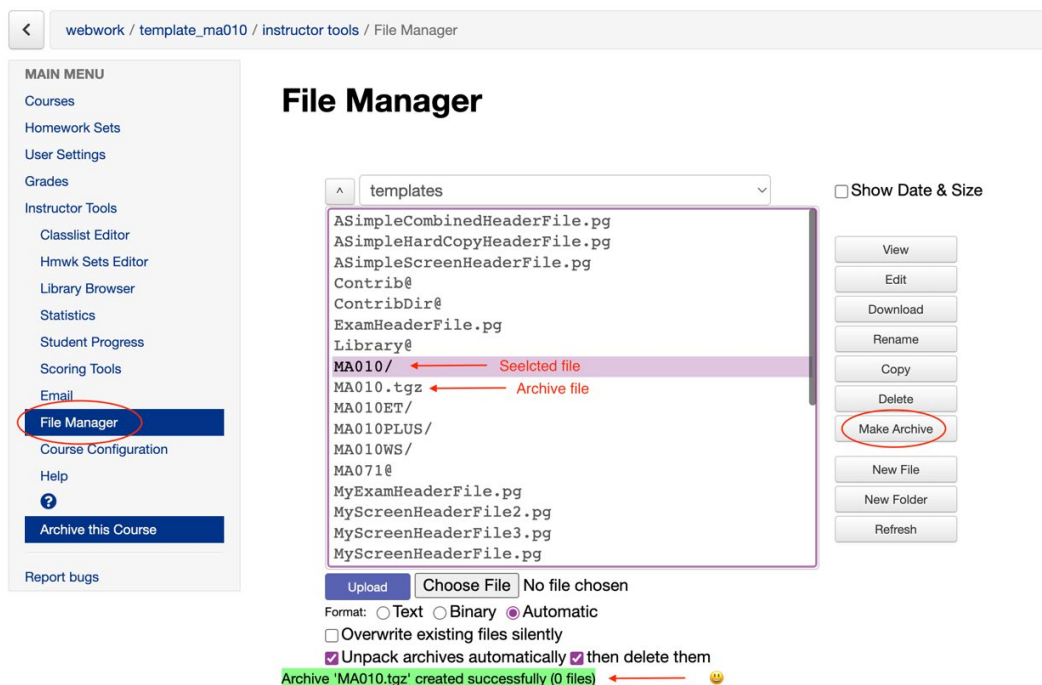 webwork / template_ma010 / instructor tools / File Manager
MAIN MENU
Courses
Homework Sets
User Settings
Grades
Instructor Tools
Classlist Editor
Hmwk Sets Editor
Library Browser
Statistics
Student Progress
Scoring Tools
Email
File Manager
Course Configuration
Help
?
Archive this Course
Report bugs
File Manager
^ templates
Show Date & Size
ASimpleCombinedHeaderFile.pg
ASimpleHardCopyHeaderFile.pg
ASimpleScreenHeaderFile.pg
Contrib@
ContribDir@
ExamHeaderFile.pg
Library@
MA010/ Seelcted file
MA010.tgz Archive file
MA010ET/
MA010PLUS/
MA010WS/
MA071@
MyExamHeaderFile.pg
MyScreenHeaderFile2.pg
MyScreenHeaderFile3.pg
MyScreenHeaderFile.pg
View
Edit
Download
Rename
Copy
Delete
Make Archive
New File
New Folder
Refresh
Upload Choose File No file chosen
Format: Text Binary Automatic
Overwrite existing files silently
Unpack archives automatically then delete them
Archive 'MA010.tgz' created successfully (0 files)